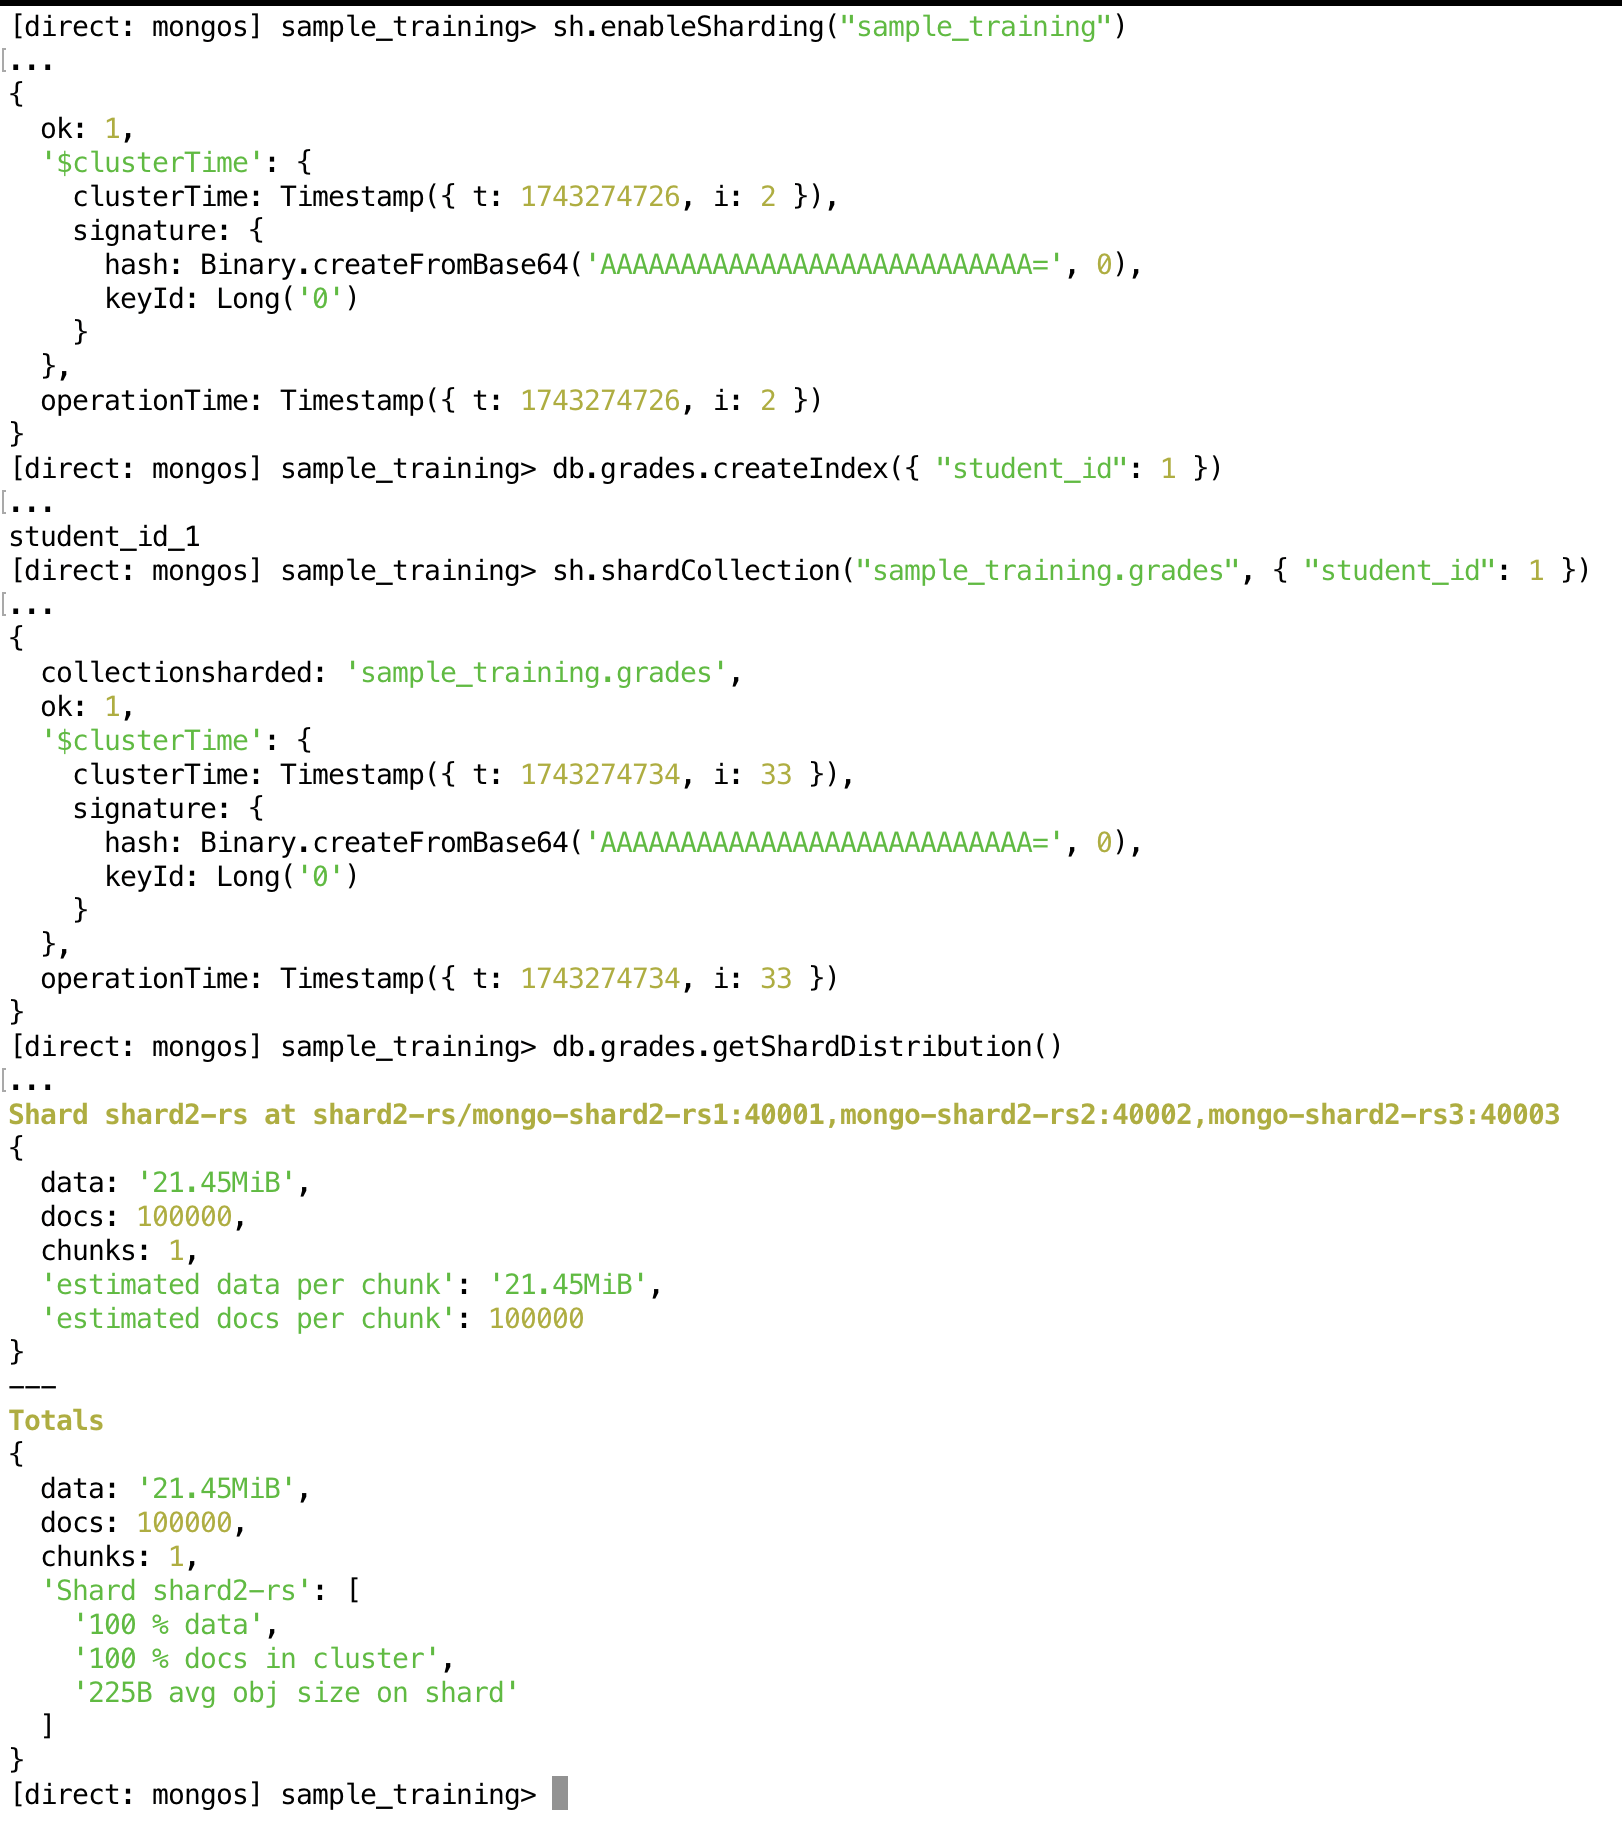 [direct: mongos] sample_training> sh.enableSharding("sample_training")
[...
{
  ok: 1,
  '$clusterTime': {
    clusterTime: Timestamp({ t: 1743274726, i: 2 }),
    signature: {
      hash: Binary.createFromBase64('AAAAAAAAAAAAAAAAAAAAAAAAAAA=', 0),
      keyId: Long('0')
    }
  },
  operationTime: Timestamp({ t: 1743274726, i: 2 })
}
[direct: mongos] sample_training> db.grades.createIndex({ "student_id": 1 })
[...
student_id_1
[direct: mongos] sample_training> sh.shardCollection("sample_training.grades", { "student_id": 1 })
[...
{
  collectionsharded: 'sample_training.grades',
  ok: 1,
  '$clusterTime': {
    clusterTime: Timestamp({ t: 1743274734, i: 33 }),
    signature: {
      hash: Binary.createFromBase64('AAAAAAAAAAAAAAAAAAAAAAAAAAA=', 0),
      keyId: Long('0')
    }
  },
  operationTime: Timestamp({ t: 1743274734, i: 33 })
}
[direct: mongos] sample_training> db.grades.getShardDistribution()
[...
Shard shard2-rs at shard2-rs/mongo-shard2-rs1:40001,mongo-shard2-rs2:40002,mongo-shard2-rs3:40003
{
  data: '21.45MiB',
  docs: 100000,
  chunks: 1,
  'estimated data per chunk': '21.45MiB',
  'estimated docs per chunk': 100000
}
---
Totals
{
  data: '21.45MiB',
  docs: 100000,
  chunks: 1,
  'Shard shard2-rs': [
    '100 % data',
    '100 % docs in cluster',
    '225B avg obj size on shard'
  ]
}
[direct: mongos] sample_training>